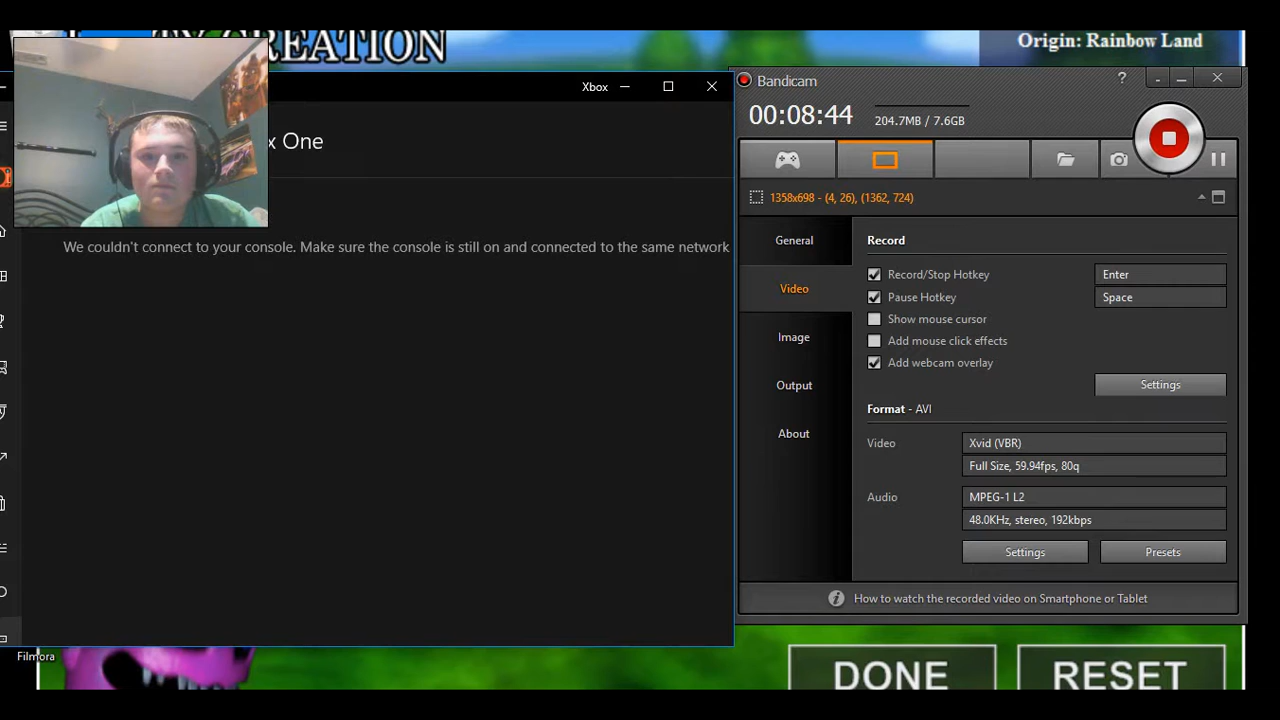 CREATION
Origin: Rainbow Land
Xbox
x One
We couldn't connect to your console. Make sure the console is still on and connected to the same network
Filmora
Bandicam
?
00:08:44
204.7MB / 7.6GB
1358x698 - (4, 26), (1362, 724)
General
Video
Image
Output
About
Record
Record/Stop Hotkey Enter
Pause Hotkey Space
Show mouse cursor
Add mouse click effects
Add webcam overlay
Settings
Format - AVI
Video Xvid (VBR)
Full Size, 59.94fps, 80q
Audio MPEG-1 L2
48.0KHz, stereo, 192kbps
Settings Presets
How to watch the recorded video on Smartphone or Tablet
DONE RESET